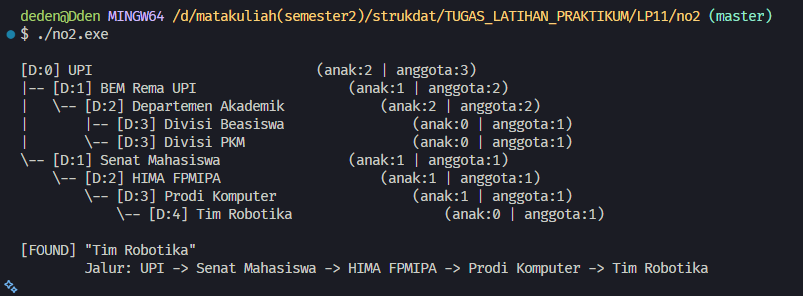 deden@Dden MINGW64 /d/matakuliah(semester2)/strukdat/TUGAS_LATIHAN_PRAKTIKUM/LP11/no2 (master)
$ ./no2.exe
[D:0] UPI                            (anak:2 | anggota:3)
|-- [D:1] BEM Rema UPI                   (anak:1 | anggota:2)
|   \-- [D:2] Departemen Akademik            (anak:2 | anggota:2)
|       |-- [D:3] Divisi Beasiswa                (anak:0 | anggota:1)
|       \-- [D:3] Divisi PKM                     (anak:0 | anggota:1)
\-- [D:1] Senat Mahasiswa                (anak:1 | anggota:1)
    \-- [D:2] HIMA FPMIPA                    (anak:1 | anggota:1)
        \-- [D:3] Prodi Komputer                 (anak:1 | anggota:1)
            \-- [D:4] Tim Robotika                   (anak:0 | anggota:1)
[FOUND] "Tim Robotika"
        Jalur: UPI -> Senat Mahasiswa -> HIMA FPMIPA -> Prodi Komputer -> Tim Robotika